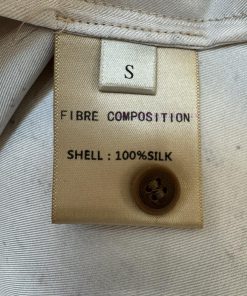 S
FIBRE COMPOSITION
SHELL : 100%SILK